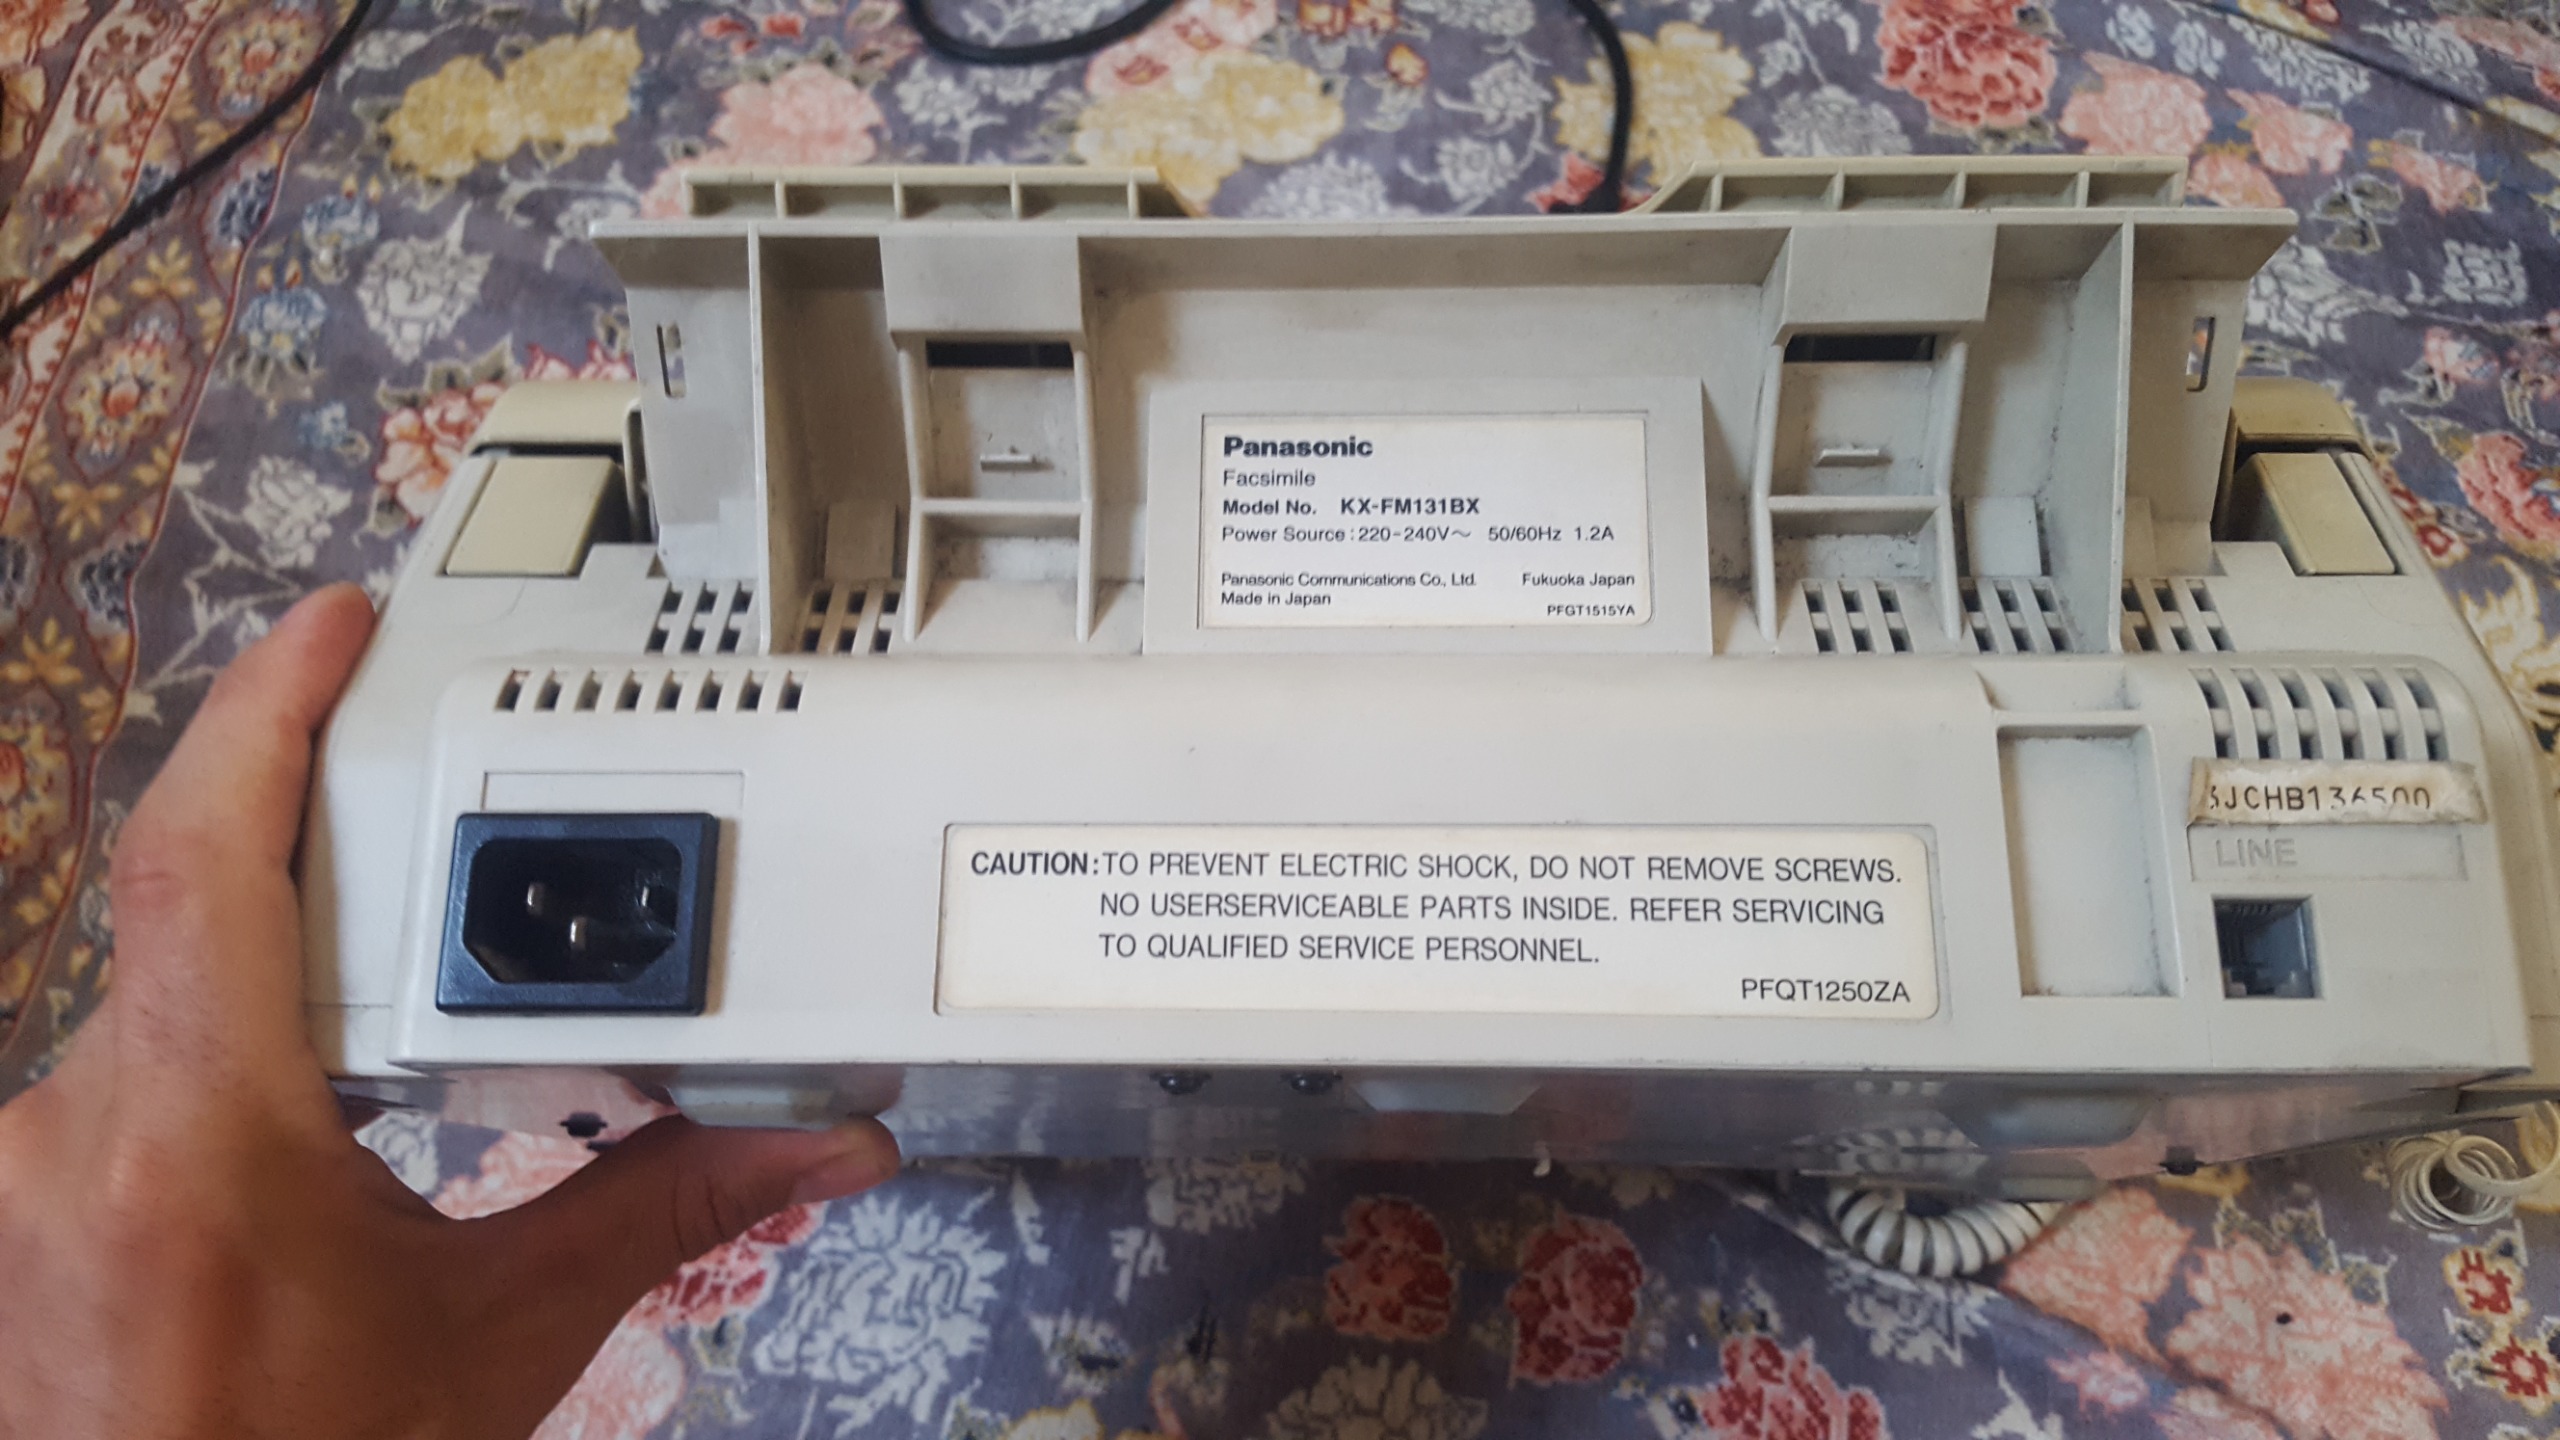 Panasonic
Facsimile
Model No. KX-FM131BX
Power Source : 220-240V～ 50/60Hz 1.2A
Panasonic Communications Co., Ltd. Fukuoka Japan
Made in Japan
PFGT1515YA
CAUTION: TO PREVENT ELECTRIC SHOCK, DO NOT REMOVE SCREWS.
NO USERSERVICEABLE PARTS INSIDE. REFER SERVICING
TO QUALIFIED SERVICE PERSONNEL.
PFQT1250ZA
LINE